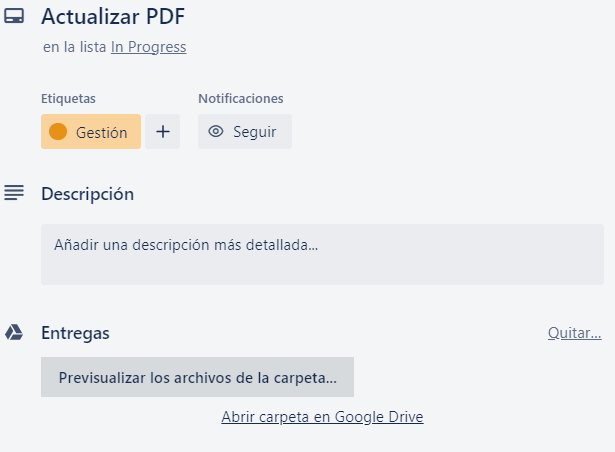 Actualizar PDF
en la lista In Progress
Etiquetas Notificaciones
Gestión + Seguir
Descripción
Añadir una descripción más detallada...
Entregas Quitar...
Previsualizar los archivos de la carpeta...
Abrir carpeta en Google Drive